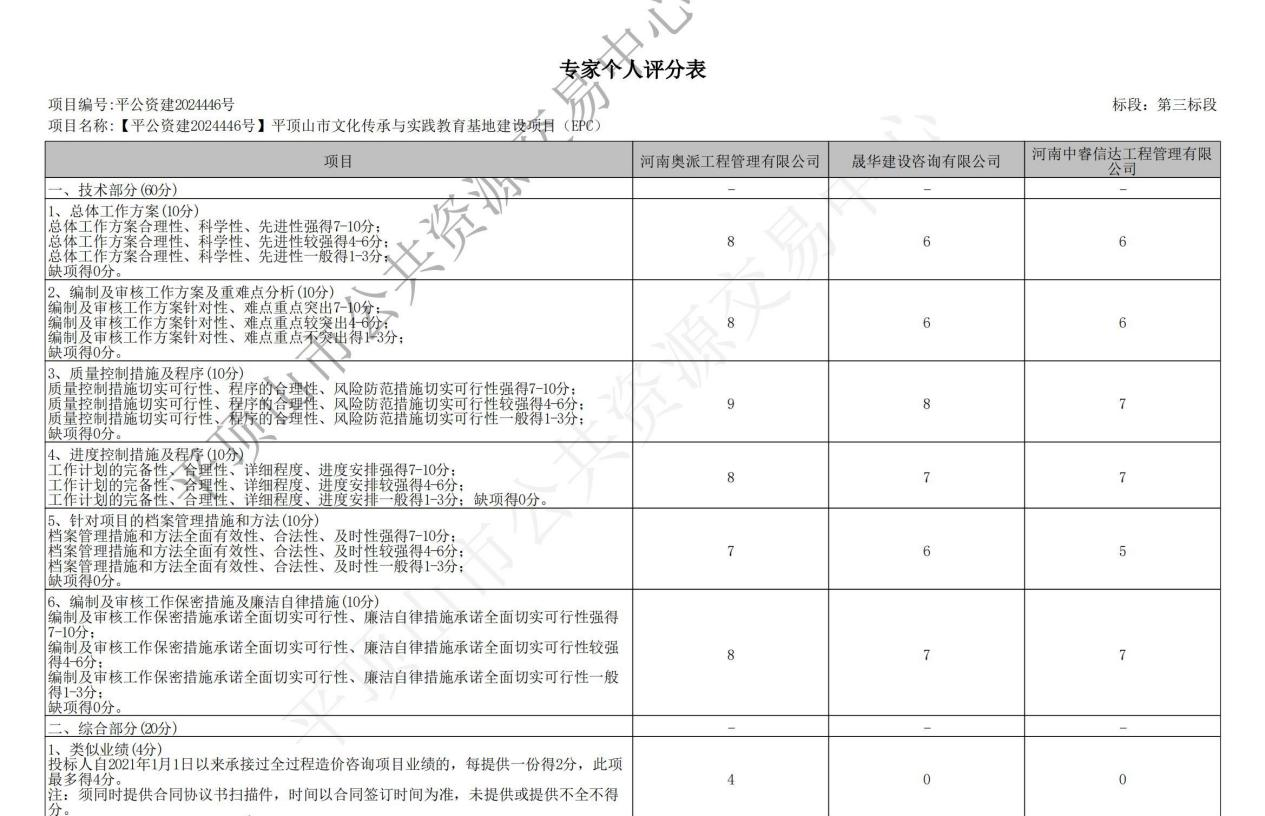 专家个人评分表
项目编号:平公资建2024446号
标段：第三标段
项目名称:【平公资建2024446号】平顶山市文化传承与实践教育基地建设项目（EPC）
项目
河南奥派工程管理有限公司
晟华建设咨询有限公司
河南中睿信达工程管理有限
公司
一、技术部分(60分)
-
-
-
1、总体工作方案(10分)
总体工作方案合理性、科学性、先进性强得7-10分；
总体工作方案合理性、科学性、先进性较强得4-6分；
总体工作方案合理性、科学性、先进性一般得1-3分；
缺项得0分。
8
6
6
2、编制及审核工作方案及重难点分析(10分)
编制及审核工作方案针对性、难点重点突出7-10分；
编制及审核工作方案针对性、难点重点较突出4-6分；
编制及审核工作方案针对性、难点重点不突出得1-3分；
缺项得0分。
8
6
6
3、质量控制措施及程序(10分)
质量控制措施切实可行性、程序的合理性、风险防范措施切实可行性强得7-10分；
质量控制措施切实可行性、程序的合理性、风险防范措施切实可行性较强得4-6分；
质量控制措施切实可行性、程序的合理性、风险防范措施切实可行性一般得1-3分；
缺项得0分。
9
8
7
4、进度控制措施及程序(10分)
工作计划的完备性、合理性、详细程度、进度安排强得7-10分；
工作计划的完备性、合理性、详细程度、进度安排较强得4-6分；
工作计划的完备性、合理性、详细程度、进度安排一般得1-3分；缺项得0分。
8
7
7
5、针对项目的档案管理措施和方法(10分)
档案管理措施和方法全面有效性、合法性、及时性强得7-10分；
档案管理措施和方法全面有效性、合法性、及时性较强得4-6分；
档案管理措施和方法全面有效性、合法性、及时性一般得1-3分；
缺项得0分。
7
6
5
6、编制及审核工作保密措施及廉洁自律措施(10分)
编制及审核工作保密措施承诺全面切实可行性、廉洁自律措施承诺全面切实可行性强得
7-10分；
编制及审核工作保密措施承诺全面切实可行性、廉洁自律措施承诺全面切实可行性较强
得4-6分；
编制及审核工作保密措施承诺全面切实可行性、廉洁自律措施承诺全面切实可行性一般
得1-3分；
缺项得0分。
8
7
7
二、综合部分(20分)
-
-
-
1、类似业绩(4分)
投标人自2021年1月1日以来承接过全过程造价咨询项目业绩的，每提供一份得2分，此项
最多得4分。
注：须同时提供合同协议书扫描件，时间以合同签订时间为准，未提供或提供不全不得
分。
4
0
0
平顶山市公共资源交易中心
平顶山市公共资源交易中心